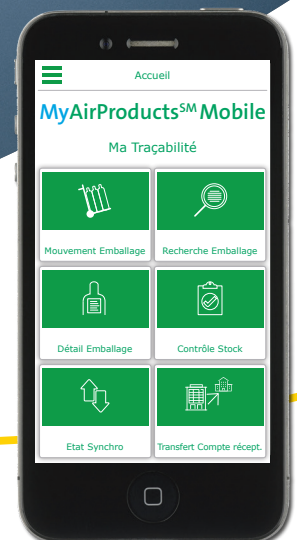 Accueil
MyAirProducts℠ Mobile
Ma Traçabilité
Mouvement Emballage
Recherche Emballage
Détail Emballage
Contrôle Stock
Etat Synchro
Transfert Compte récept.